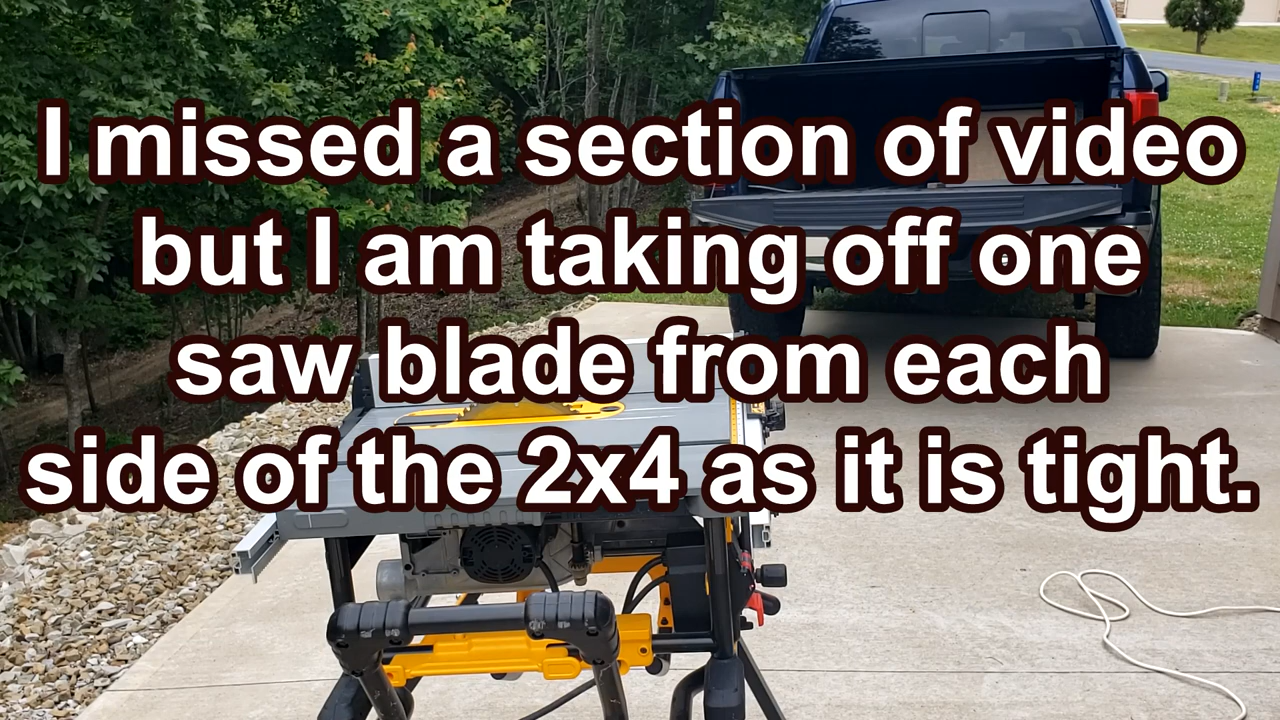 I missed a section of video
but I am taking off one
saw blade from each
side of the 2x4 as it is tight.